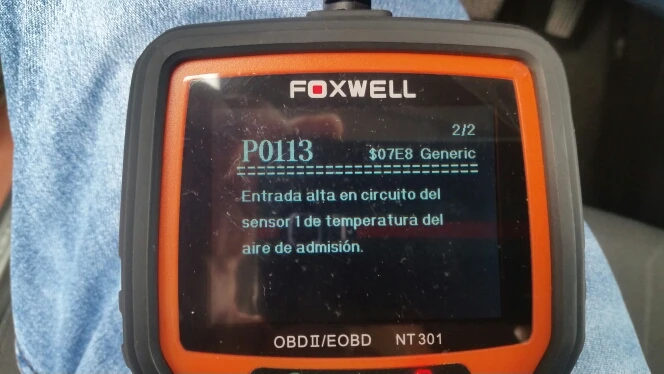 FOXWELL
2/2
P0113 $07E8 Generic
Entrada alta en circuito del
sensor 1 de temperatura del
aire de admisión.
OBDII/EOBD NT301